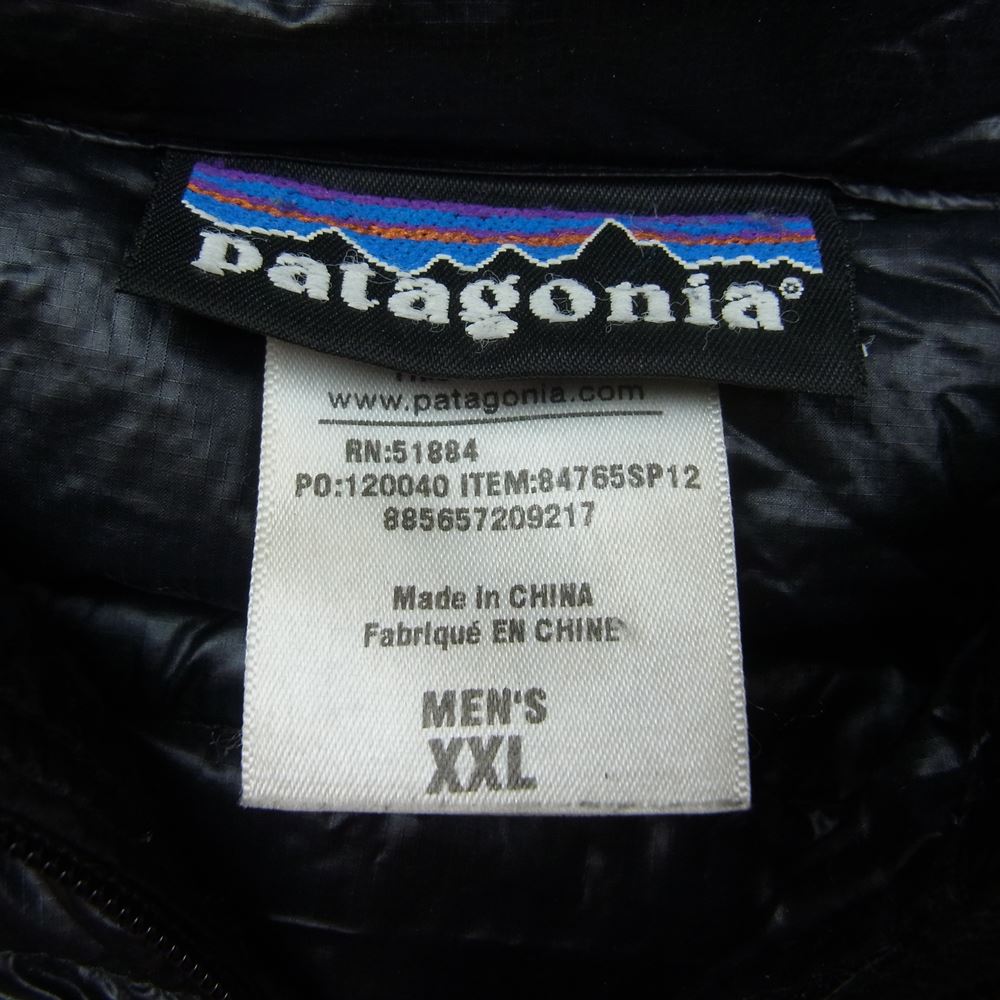 patagonia®
www.patagonia.com
RN:51884
PO:120040 ITEM:84765SP12
885657209217
Made in CHINA
Fabriqué EN CHINE
MEN'S
XXL